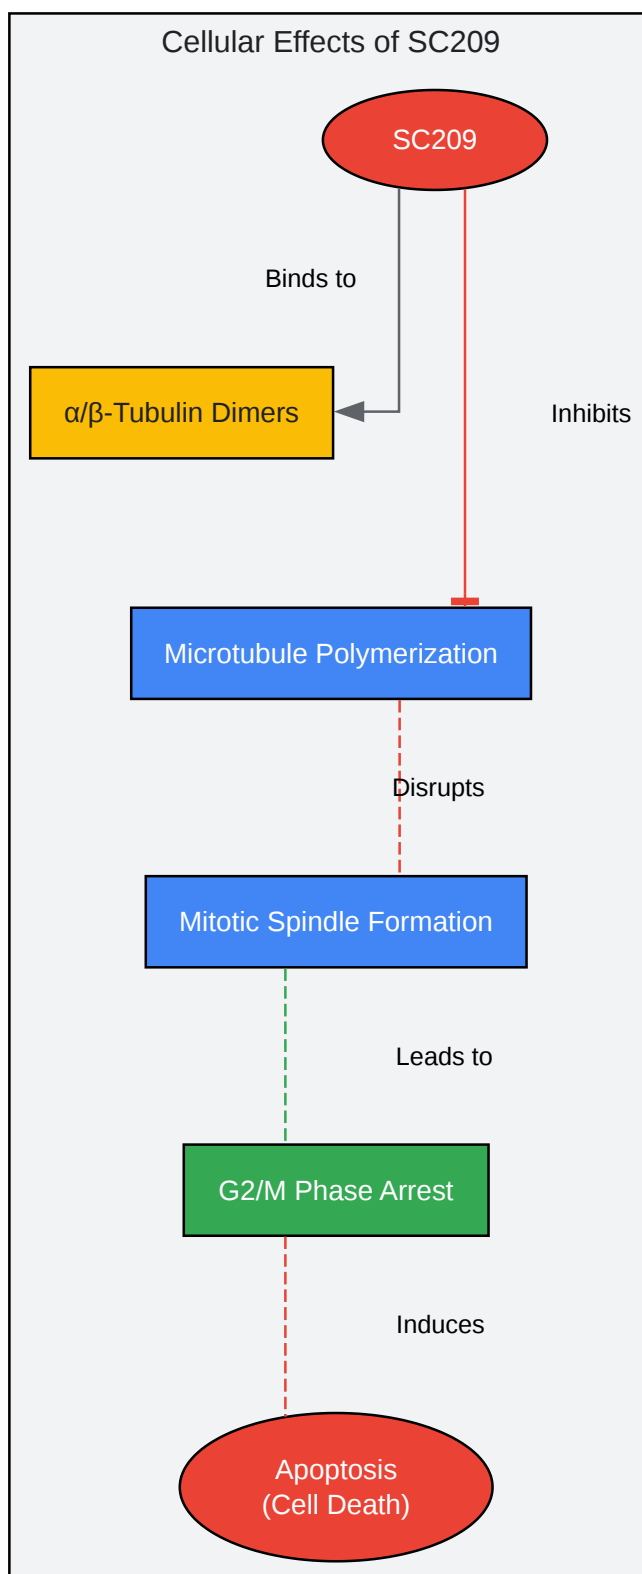 Cellular Effects of SC209
SC209
Binds to
α/β-Tubulin Dimers
Inhibits
Microtubule Polymerization
Disrupts
Mitotic Spindle Formation
Leads to
G2/M Phase Arrest
Induces
Apoptosis
(Cell Death)